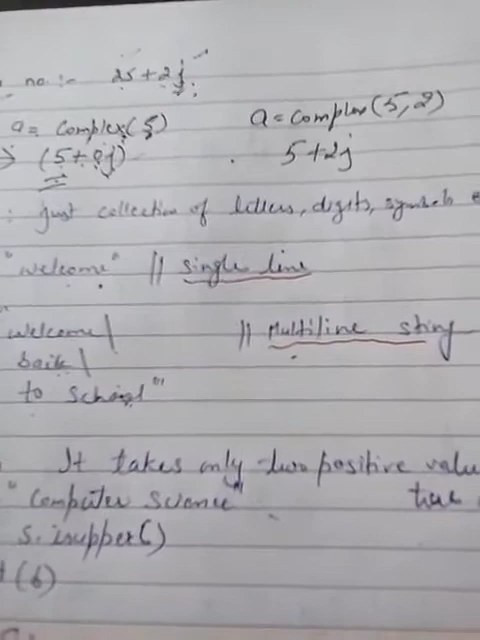 no. :- 25+2j
a = complex(5) a = complex(5, 2)
(5+0j) 5+2j
: just collection of letters, digits, symbols
"welcome" // single line
"welcome\ // Multiline string
back\
to school"
It takes only two positive valu
"Computer science" true
s.isupper()
(6)